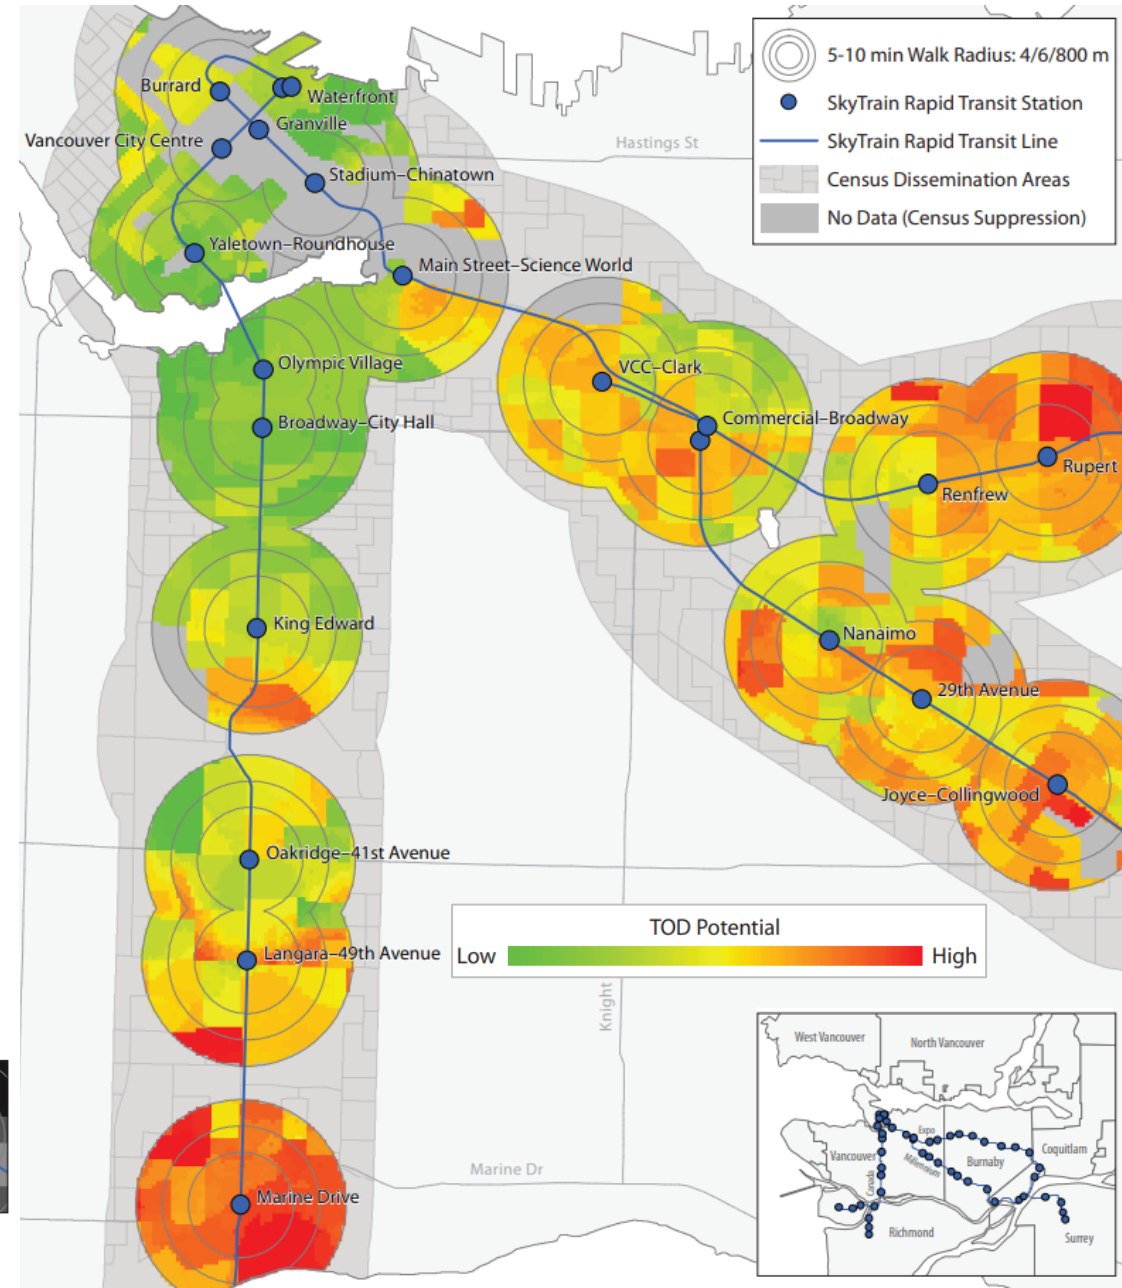 5-10 min Walk Radius: 4/6/800 m
SkyTrain Rapid Transit Station
SkyTrain Rapid Transit Line
Census Dissemination Areas
No Data (Census Suppression)
Burrard
Waterfront
Granville
Vancouver City Centre
Hastings St
Stadium–Chinatown
Yaletown–Roundhouse
Main Street–Science World
Olympic Village
VCC–Clark
Broadway–City Hall
Commercial–Broadway
Rupert
Renfrew
King Edward
Nanaimo
29th Avenue
Joyce–Collingwood
Oakridge–41st Avenue
TOD Potential
Low
High
Langara–49th Avenue
Knight
Marine Dr
Marine Drive
West Vancouver
North Vancouver
Expo
Coquitlam
Vancouver
Millennium
Burnaby
Canada
Richmond
Surrey